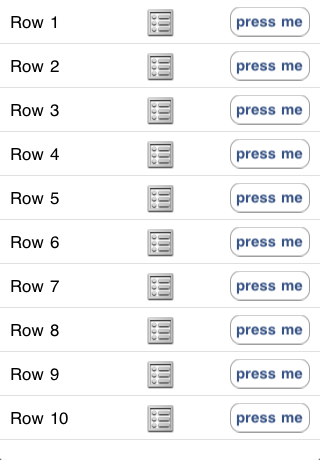 Row 1 press me
Row 2 press me
Row 3 press me
Row 4 press me
Row 5 press me
Row 6 press me
Row 7 press me
Row 8 press me
Row 9 press me
Row 10 press me